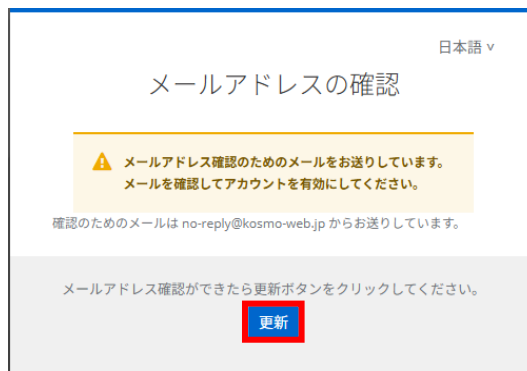 日本語 ˅
メールアドレスの確認
メールアドレス確認のためのメールをお送りしています。
メールを確認してアカウントを有効にしてください。
確認のためのメールは no-reply@kosmo-web.jp からお送りしています。
メールアドレス確認ができたら更新ボタンをクリックしてください。
更新